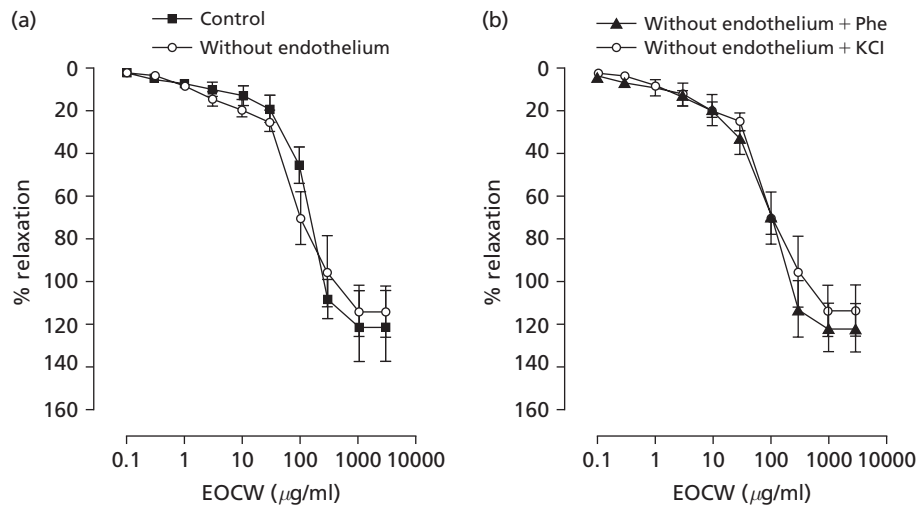 (a)
Control
Without endothelium
0
20
40
60
80
100
120
140
160
% relaxation
0.1 1 10 100 1000 10000
EOCW (μg/ml)
(b)
Without endothelium + Phe
Without endothelium + KCl
0
20
40
60
80
100
120
140
160
% relaxation
0.1 1 10 100 1000 10000
EOCW (μg/ml)